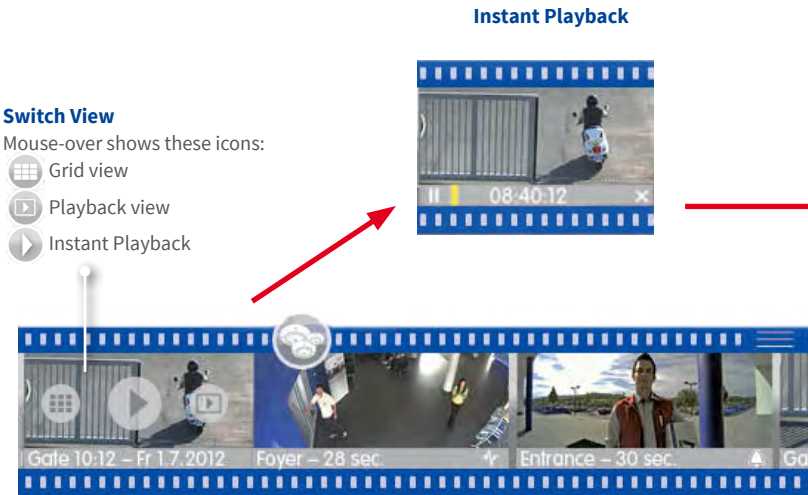 Instant Playback
Switch View
Mouse-over shows these icons:
Grid view
Playback view
Instant Playback
08:40:12
Gate 10:12 – Fr 1.7.2012
Foyer – 28 sec.
Entrance – 30 sec.
Ga